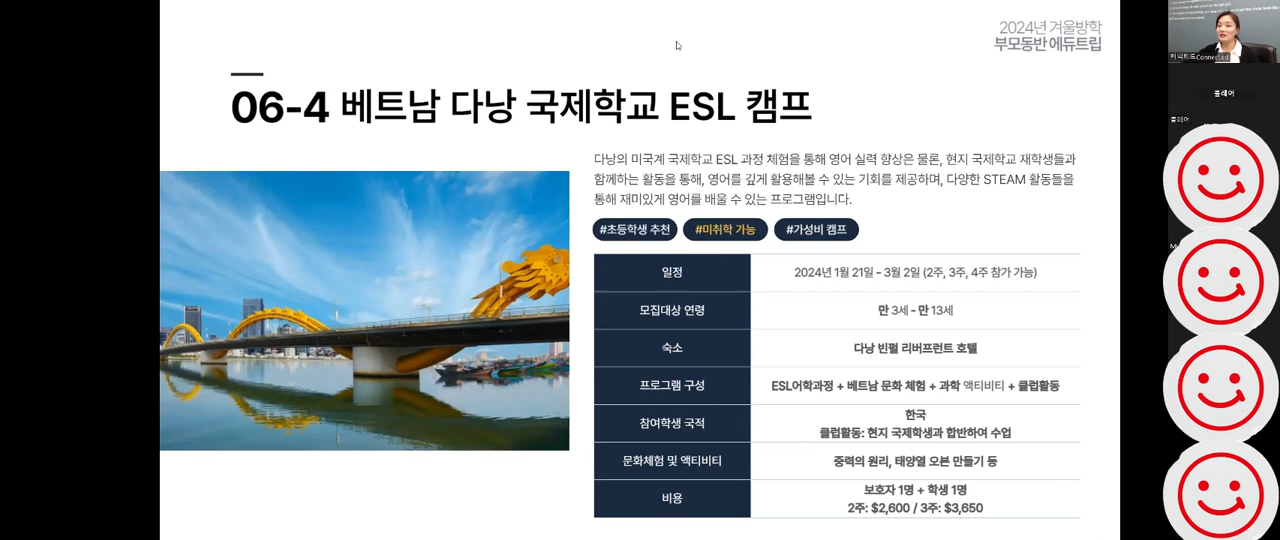 2024년 겨울방학
부모동반 에듀트립
06-4 베트남 다낭 국제학교 ESL 캠프
다낭의 미국계 국제학교 ESL 과정 체험을 통해 영어 실력 향상은 물론, 현지 국제학교 재학생들과
함께하는 활동을 통해, 영어를 깊게 활용해볼 수 있는 기회를 제공하며, 다양한 STEAM 활동들을
통해 재미있게 영어를 배울 수 있는 프로그램입니다.
#초등학생 추천 #미취학 가능 #가성비 캠프
일정 2024년 1월 21일 - 3월 2일 (2주, 3주, 4주 참가 가능)
모집대상 연령 만 3세 - 만 13세
숙소 다낭 빈펄 리버프런트 호텔
프로그램 구성 ESL어학과정 + 베트남 문화 체험 + 과학 액티비티 + 클럽활동
참여학생 국적 한국
클럽활동: 현지 국제학생과 합반하여 수업
문화체험 및 액티비티 중력의 원리, 태양열 오븐 만들기 등
비용 보호자 1명 + 학생 1명
2주: $2,600 / 3주: $3,650
Connected
플레어
플레어